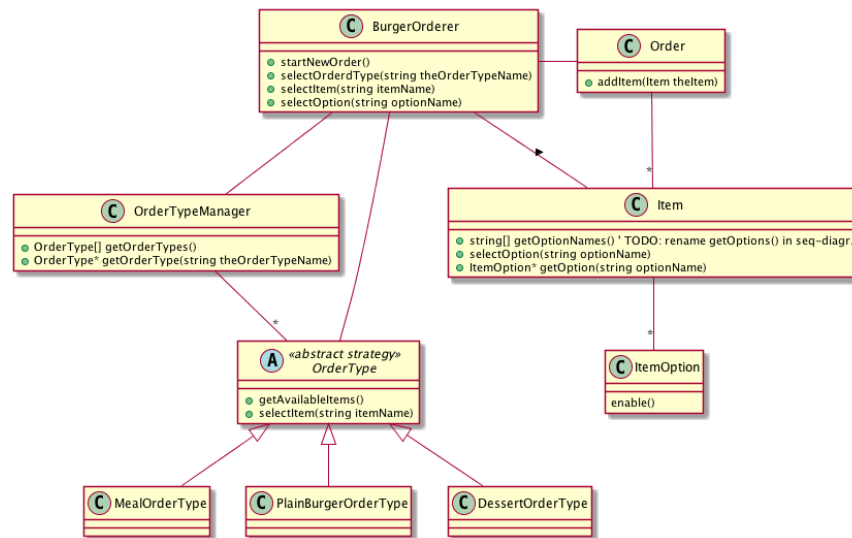 C BurgerOrderer
startNewOrder()
selectOrderdType(string theOrderTypeName)
selectItem(string itemName)
selectOption(string optionName)
C Order
addItem(Item theItem)
*
C OrderTypeManager
OrderType[] getOrderTypes()
OrderType* getOrderType(string theOrderTypeName)
C Item
string[] getOptionNames() ' TODO: rename getOptions() in seq-diagr.
selectOption(string optionName)
ItemOption* getOption(string optionName)
*
*
A «abstract strategy»
OrderType
getAvailableItems()
selectItem(string itemName)
C ItemOption
enable()
C MealOrderType
C PlainBurgerOrderType
C DessertOrderType